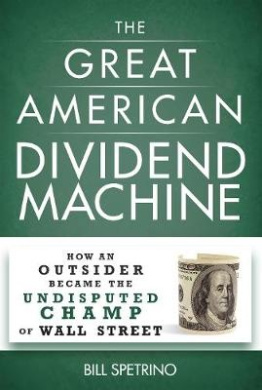 THE
GREAT
AMERICAN
DIVIDEND
MACHINE
HOW AN
OUTSIDER
BECAME THE
UNDISPUTED
CHAMP
OF WALL STREET
BILL SPETRINO